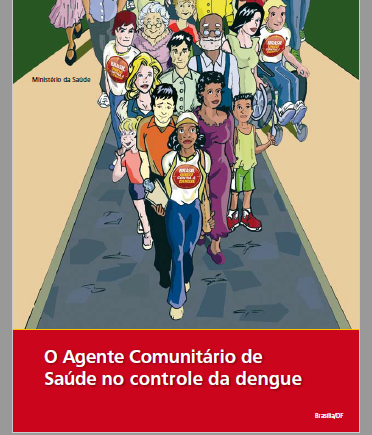 Ministério da Saúde
O Agente Comunitário de
Saúde no controle da dengue
Brasília/DF